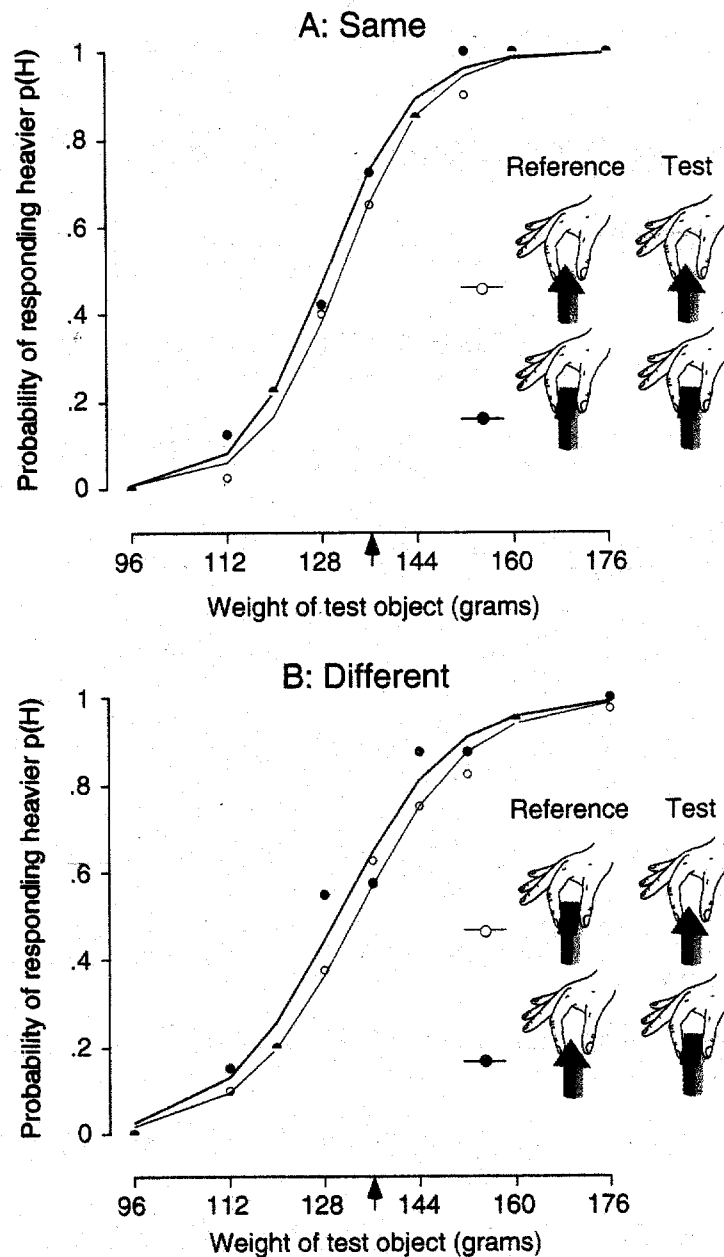 A: Same
Probability of responding heavier p(H)
1
.8
.6
.4
.2
0
Reference Test
96 112 128 144 160 176
Weight of test object (grams)
B: Different
Probability of responding heavier p(H)
1
.8
.6
.4
.2
0
Reference Test
96 112 128 144 160 176
Weight of test object (grams)